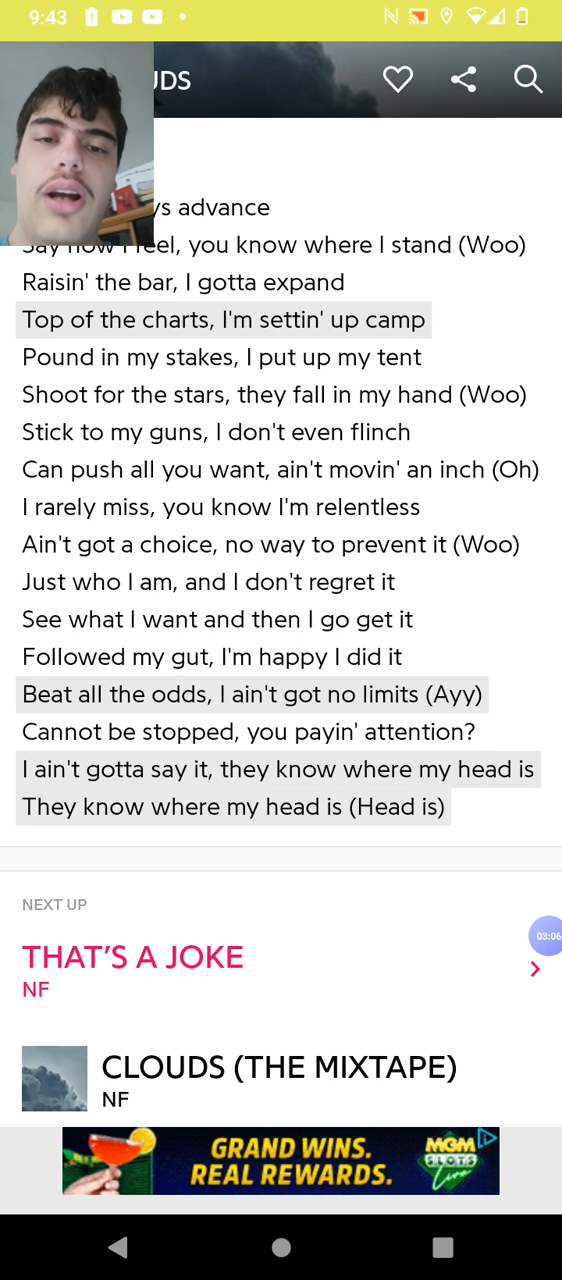 9:43
UDS
ys advance
Say how I feel, you know where I stand (Woo)
Raisin' the bar, I gotta expand
Top of the charts, I'm settin' up camp
Pound in my stakes, I put up my tent
Shoot for the stars, they fall in my hand (Woo)
Stick to my guns, I don't even flinch
Can push all you want, ain't movin' an inch (Oh)
I rarely miss, you know I'm relentless
Ain't got a choice, no way to prevent it (Woo)
Just who I am, and I don't regret it
See what I want and then I go get it
Followed my gut, I'm happy I did it
Beat all the odds, I ain't got no limits (Ayy)
Cannot be stopped, you payin' attention?
I ain't gotta say it, they know where my head is
They know where my head is (Head is)
NEXT UP
03:06
THAT'S A JOKE
NF
CLOUDS (THE MIXTAPE)
NF
GRAND WINS.
REAL REWARDS.
MGM
SLOTS
Live